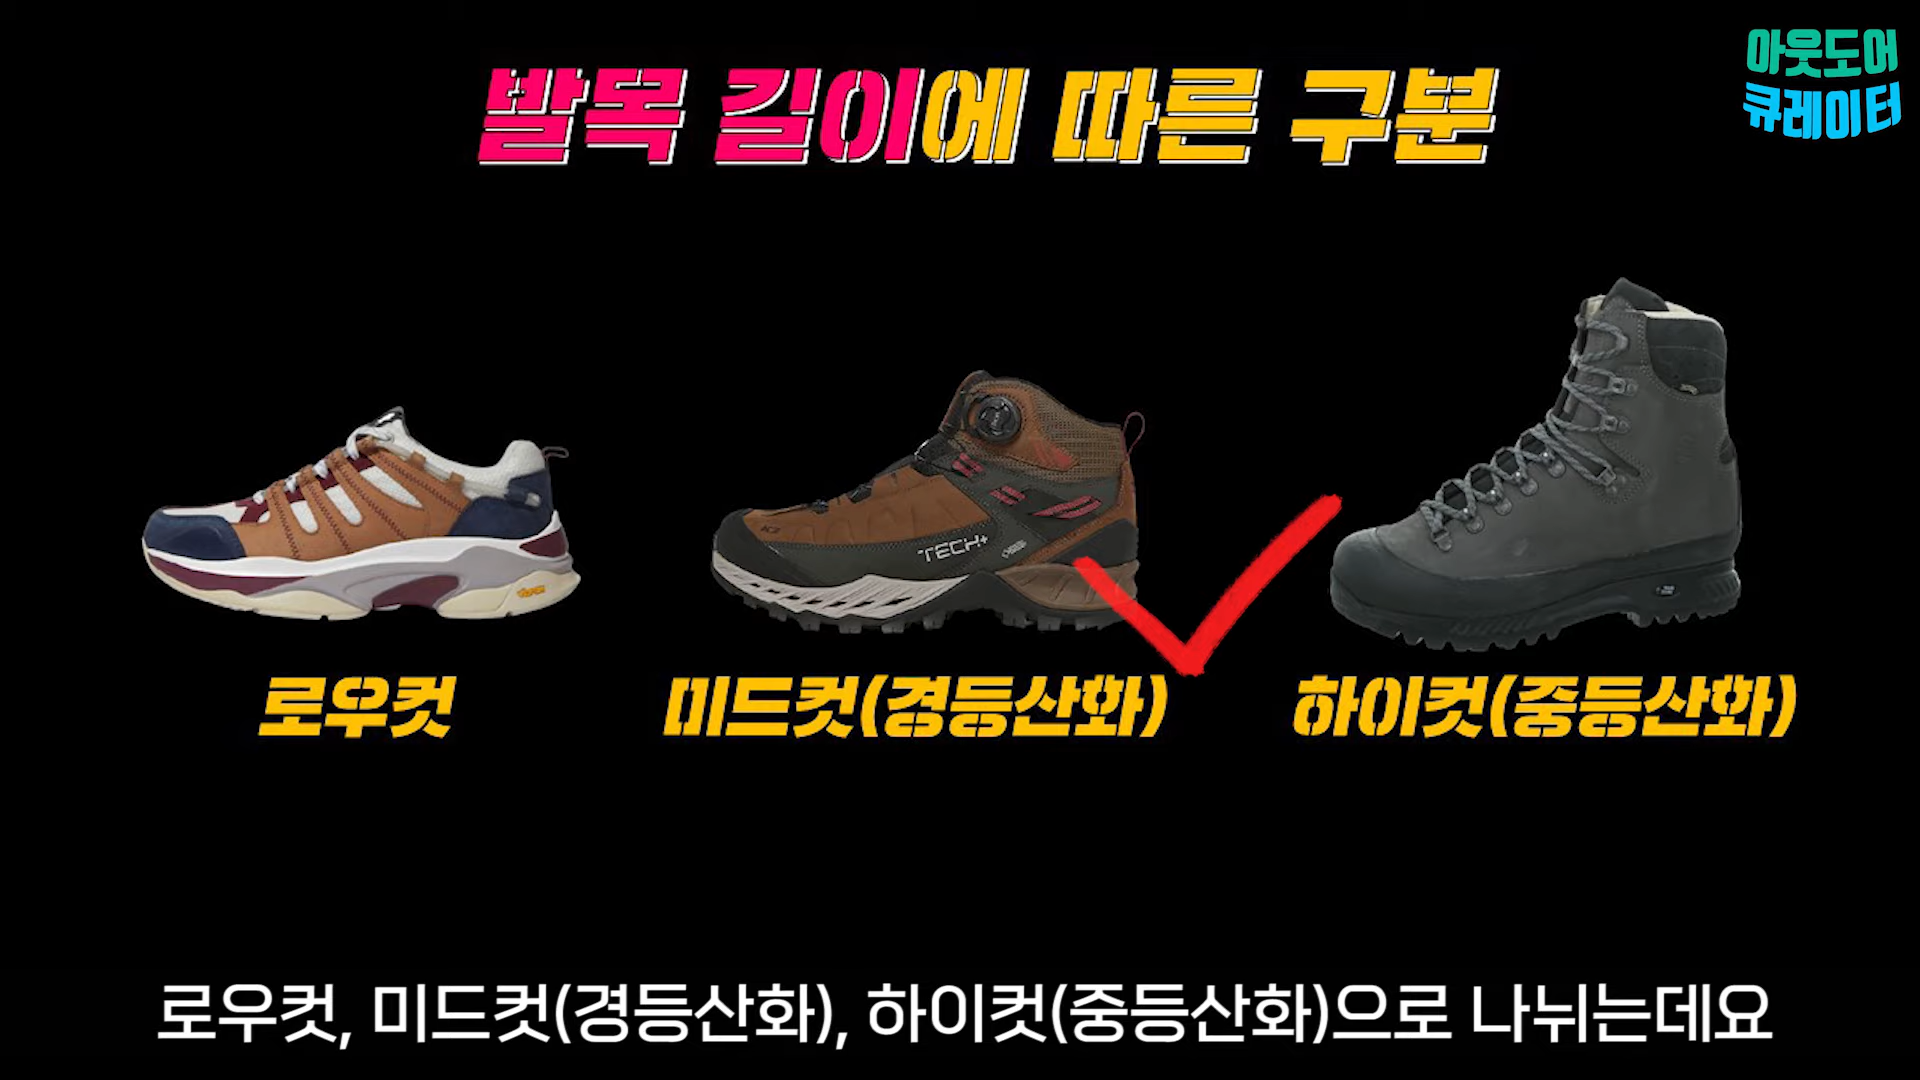 발목 길이에 따른 구분
아웃도어
큐레이터
K2
TECH+
로우컷
미드컷(경등산화)
하이컷(중등산화)
로우컷, 미드컷(경등산화), 하이컷(중등산화)으로 나뉘는데요